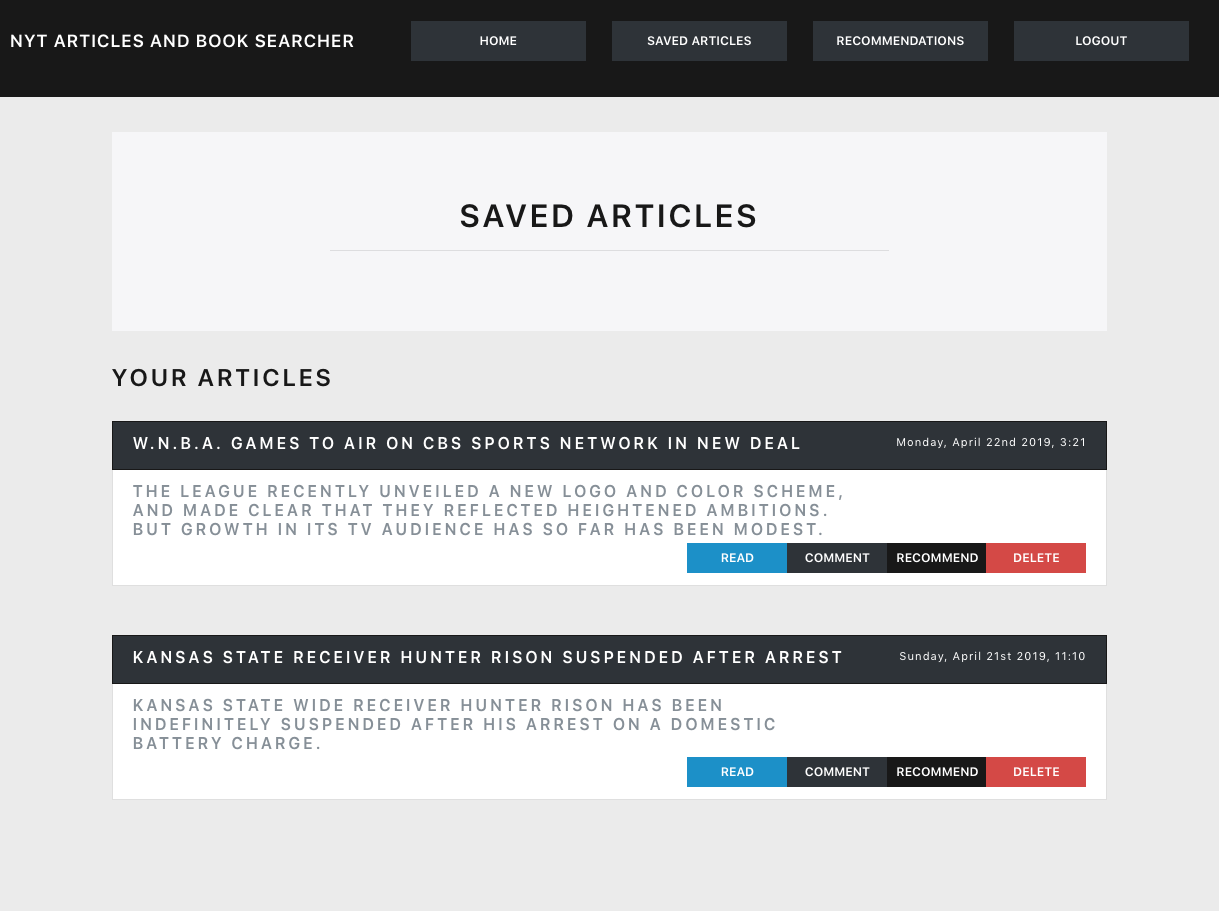 NYT ARTICLES AND BOOK SEARCHER
HOME
SAVED ARTICLES
RECOMMENDATIONS
LOGOUT
SAVED ARTICLES
YOUR ARTICLES
W.N.B.A. GAMES TO AIR ON CBS SPORTS NETWORK IN NEW DEAL
Monday, April 22nd 2019, 3:21
THE LEAGUE RECENTLY UNVEILED A NEW LOGO AND COLOR SCHEME,
AND MADE CLEAR THAT THEY REFLECTED HEIGHTENED AMBITIONS.
BUT GROWTH IN ITS TV AUDIENCE HAS SO FAR HAS BEEN MODEST.
READ
COMMENT
RECOMMEND
DELETE
KANSAS STATE RECEIVER HUNTER RISON SUSPENDED AFTER ARREST
Sunday, April 21st 2019, 11:10
KANSAS STATE WIDE RECEIVER HUNTER RISON HAS BEEN
INDEFINITELY SUSPENDED AFTER HIS ARREST ON A DOMESTIC
BATTERY CHARGE.
READ
COMMENT
RECOMMEND
DELETE